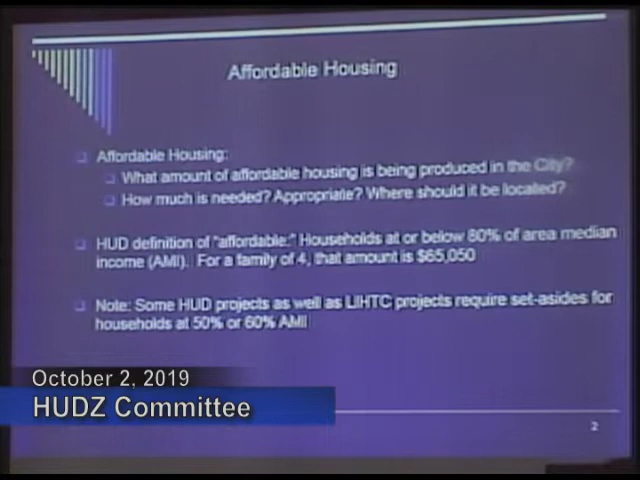 Affordable Housing
Affordable Housing:
What amount of affordable housing is being produced in the City?
How much is needed? Appropriate? Where should it be located?
HUD definition of "affordable:" Households at or below 80% of area median
income (AMI). For a family of 4, that amount is $65,050
Note: Some HUD projects as well as LIHTC projects require set-asides for
households at 50% or 60% AMI
October 2, 2019
HUDZ Committee
2